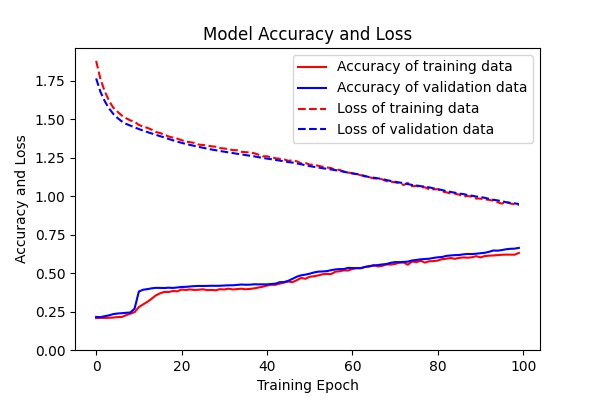 Model Accuracy and Loss
Accuracy of training data
Accuracy of validation data
Loss of training data
Loss of validation data
Accuracy and Loss
1.75
1.50
1.25
1.00
0.75
0.50
0.25
0.00
0 20 40 60 80 100
Training Epoch